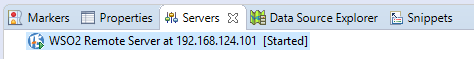 Markers Properties Servers Data Source Explorer Snippets
WSO2 Remote Server at 192.168.124.101 [Started]